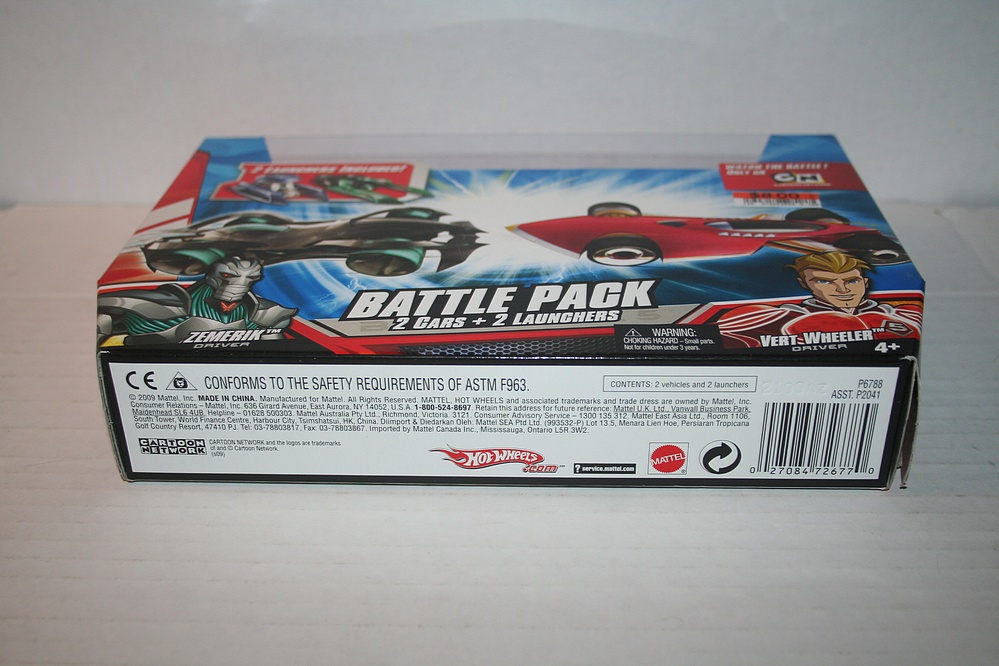 2 LAUNCHERS INCLUDED!
WATCH THE BATTLE!
ONLY ON
CN
BATTLE PACK
2 CARS + 2 LAUNCHERS
ZEMERIK™
DRIVER
WARNING:
CHOKING HAZARD – Small parts.
Not for children under 3 years.
VERT WHEELER™
DRIVER
4+
CE 0-3 CONFORMS TO THE SAFETY REQUIREMENTS OF ASTM F963.
CONTENTS: 2 vehicles and 2 launchers
P6788
ASST. P2041
© 2009 Mattel, Inc. MADE IN CHINA. Manufactured for Mattel. All Rights Reserved. MATTEL, HOT WHEELS and associated trademarks and trade dress are owned by Mattel, Inc.
Consumer Relations – Mattel, Inc. 636 Girard Avenue, East Aurora, NY 14052, U.S.A. 1-800-524-8697. Retain this address for future reference: Mattel U.K. Ltd., Vanwall Business Park,
Maidenhead SL6 4UB. Helpline – 01628 500303. Mattel Australia Pty Ltd., Richmond, Victoria. 3121. Consumer Advisory Service – 1300 135 312. Mattel East Asia Ltd., Room 1106,
South Tower, World Finance Centre, Harbour City, Tsimshatsui, HK, China. Diimport & Diedarkan Oleh: Mattel SEA Ptd Ltd. (993532-P) Lot 13.5, Menara Lien Hoe, Persiaran Tropicana
Golf Country Resort, 47410 PJ. Tel: 03-78803817, Fax: 03-78803867. Imported by Mattel Canada Inc., Mississauga, Ontario L5R 3W2.
CARTOON NETWORK
CARTOON NETWORK and the logos are trademarks
of and © Cartoon Network.
(s09)
HOT WHEELS
.com™
? service.mattel.com
MATTEL
0 27084 72677 0